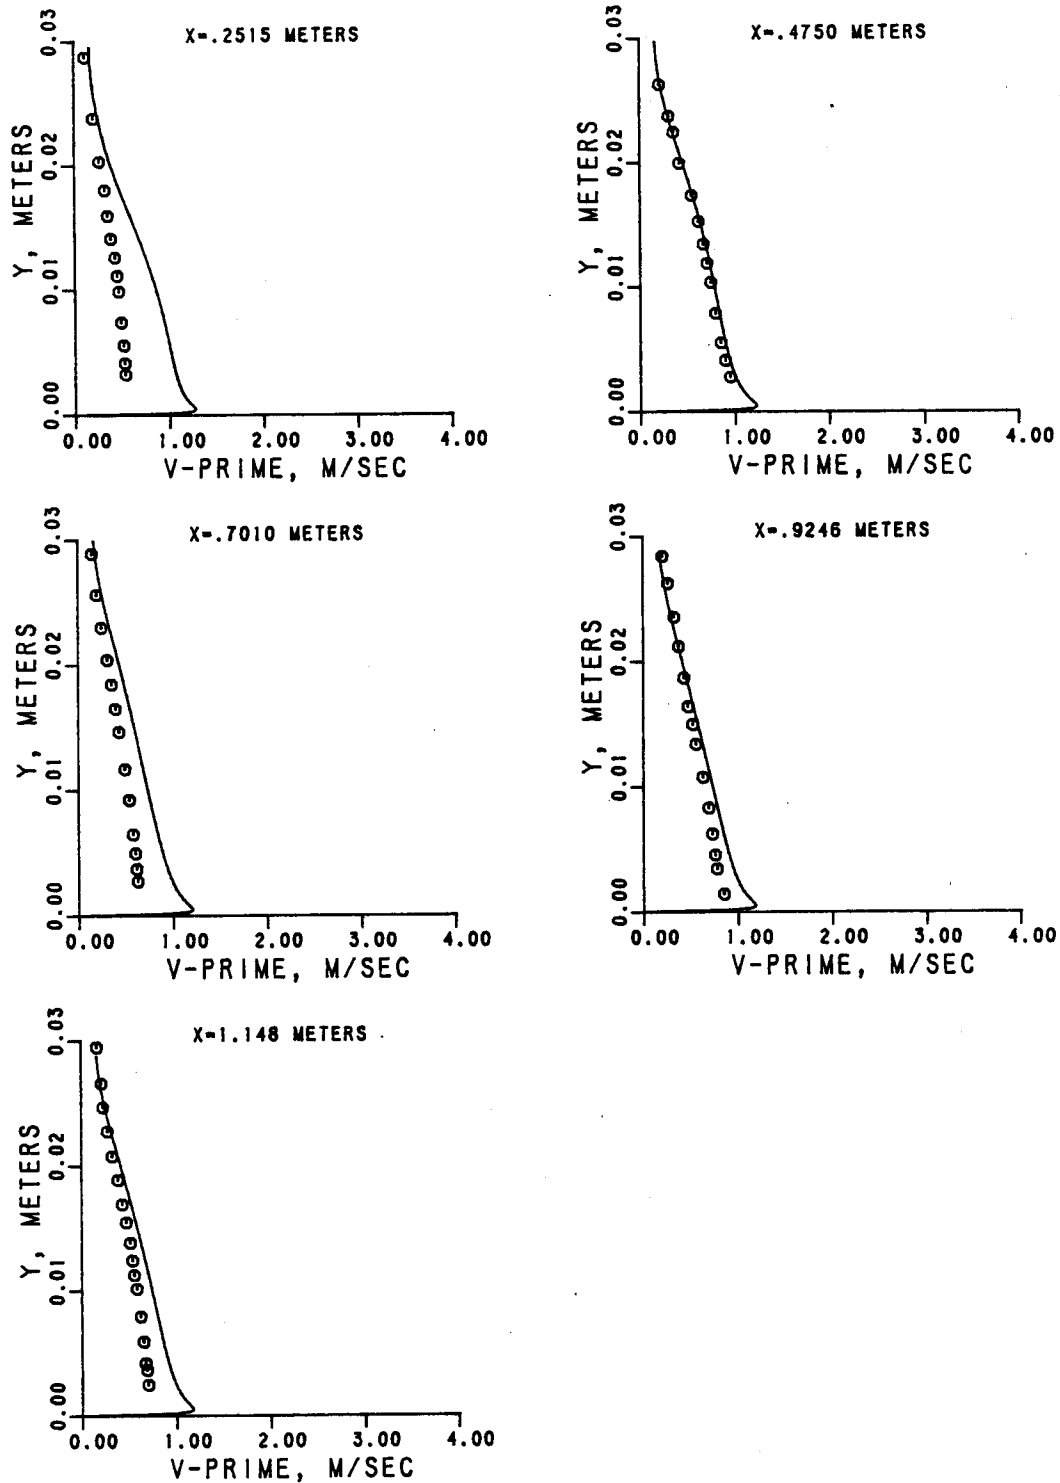 X=.2515 METERS
Y, METERS
0.03
0.02
0.01
0.00
0.00 1.00 2.00 3.00 4.00
V-PRIME, M/SEC
X=.4750 METERS
Y, METERS
0.03
0.02
0.01
0.00
0.00 1.00 2.00 3.00 4.00
V-PRIME, M/SEC
X=.7010 METERS
Y, METERS
0.03
0.02
0.01
0.00
0.00 1.00 2.00 3.00 4.00
V-PRIME, M/SEC
X=.9246 METERS
Y, METERS
0.03
0.02
0.01
0.00
0.00 1.00 2.00 3.00 4.00
V-PRIME, M/SEC
X=1.148 METERS
Y, METERS
0.03
0.02
0.01
0.00
0.00 1.00 2.00 3.00 4.00
V-PRIME, M/SEC